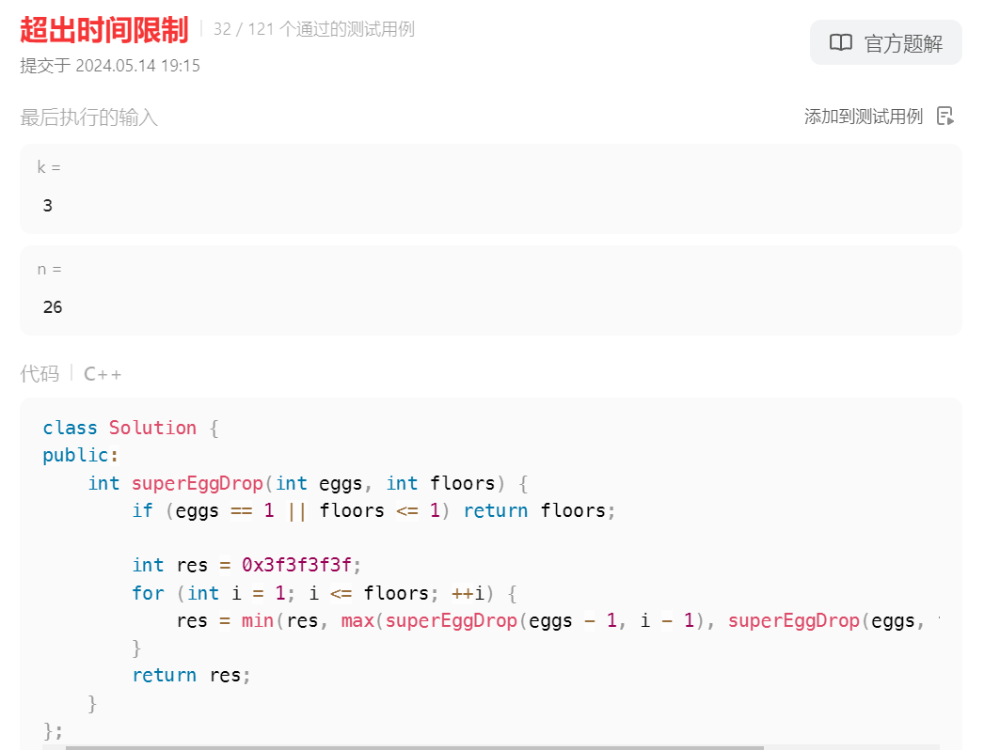 超出时间限制 32 / 121 个通过的测试用例
官方题解
提交于 2024.05.14 19:15
最后执行的输入
添加到测试用例
k =
3
n =
26
代码 C++
class Solution {
public:
    int superEggDrop(int eggs, int floors) {
        if (eggs == 1 || floors <= 1) return floors;
        int res = 0x3f3f3f3f;
        for (int i = 1; i <= floors; ++i) {
            res = min(res, max(superEggDrop(eggs - 1, i - 1), superEggDrop(eggs,
        }
        return res;
    }
};